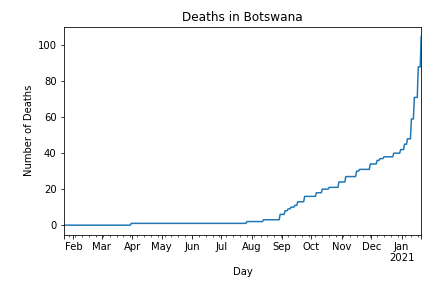 Deaths in Botswana
Number of Deaths
100
80
60
40
20
0
Feb Mar Apr May Jun Jul Aug Sep Oct Nov Dec Jan
2021
Day